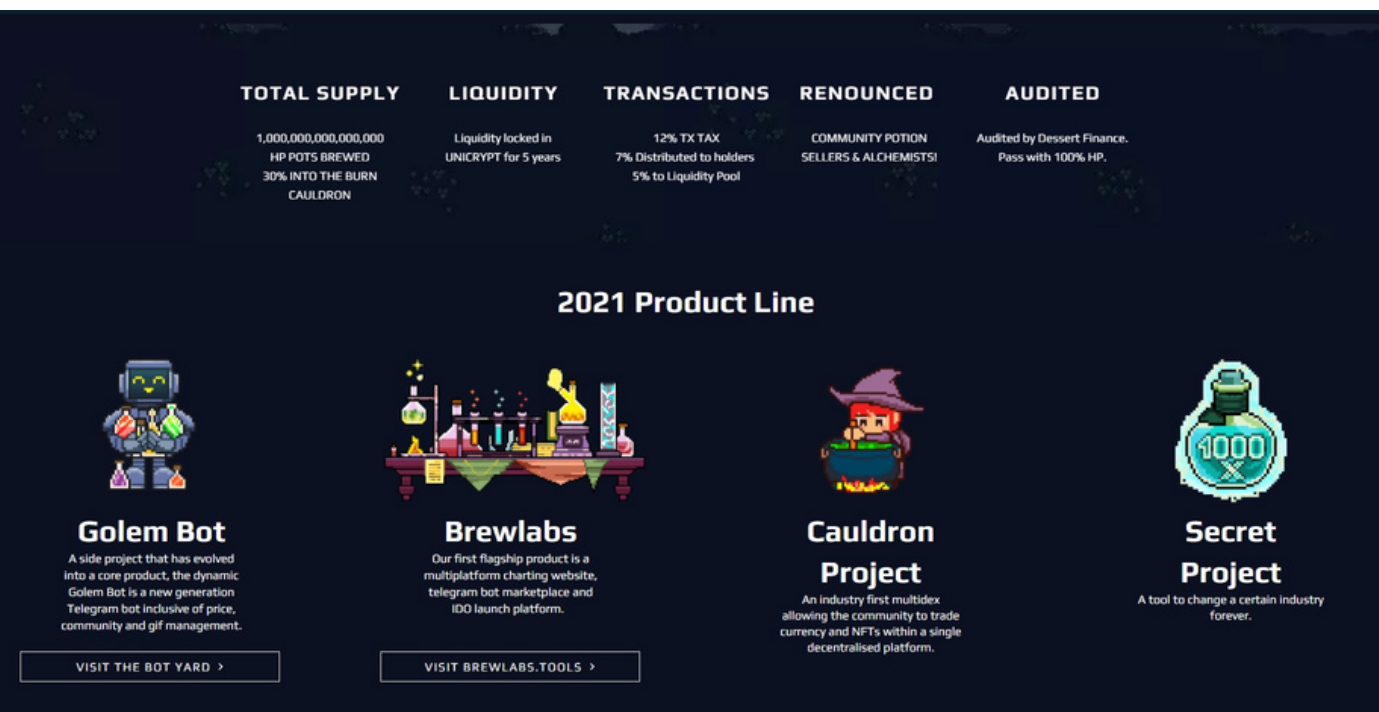 TOTAL SUPPLY
1,000,000,000,000,000
HP POTS BREWED
30% INTO THE BURN
CAULDRON
LIQUIDITY
Liquidity locked in
UNICRYPT for 5 years
TRANSACTIONS
12% TX TAX
7% Distributed to holders
5% to Liquidity Pool
RENOUNCED
COMMUNITY POTION
SELLERS & ALCHEMISTS!
AUDITED
Audited by Dessert Finance.
Pass with 100% HP.
2021 Product Line
Golem Bot
A side project that has evolved
into a core product, the dynamic
Golem Bot is a new generation
Telegram bot inclusive of price,
community and gif management.
VISIT THE BOT YARD >
Brewlabs
Our first flagship product is a
multiplatform charting website,
telegram bot marketplace and
IDO launch platform.
VISIT BREWLABS.TOOLS >
Cauldron
Project
An industry first multidex
allowing the community to trade
currency and NFTs within a single
decentralised platform.
1000
X
Secret
Project
A tool to change a certain industry
forever.